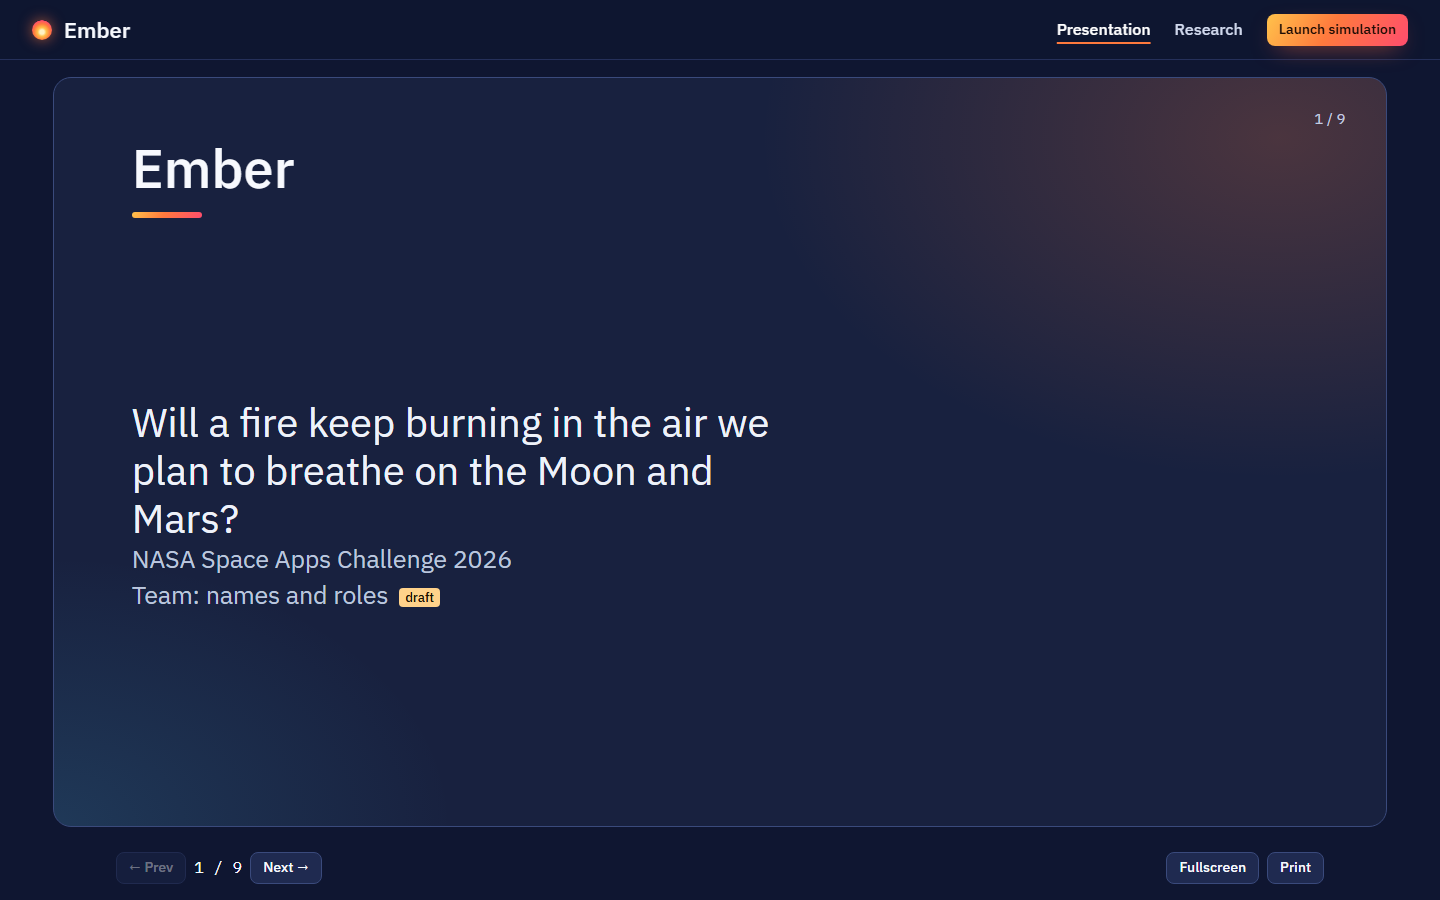 Ember
Presentation
Research
Launch simulation
1 / 9
Ember
Will a fire keep burning in the air we
plan to breathe on the Moon and
Mars?
NASA Space Apps Challenge 2026
Team: names and roles draft
← Prev
1 / 9
Next →
Fullscreen
Print